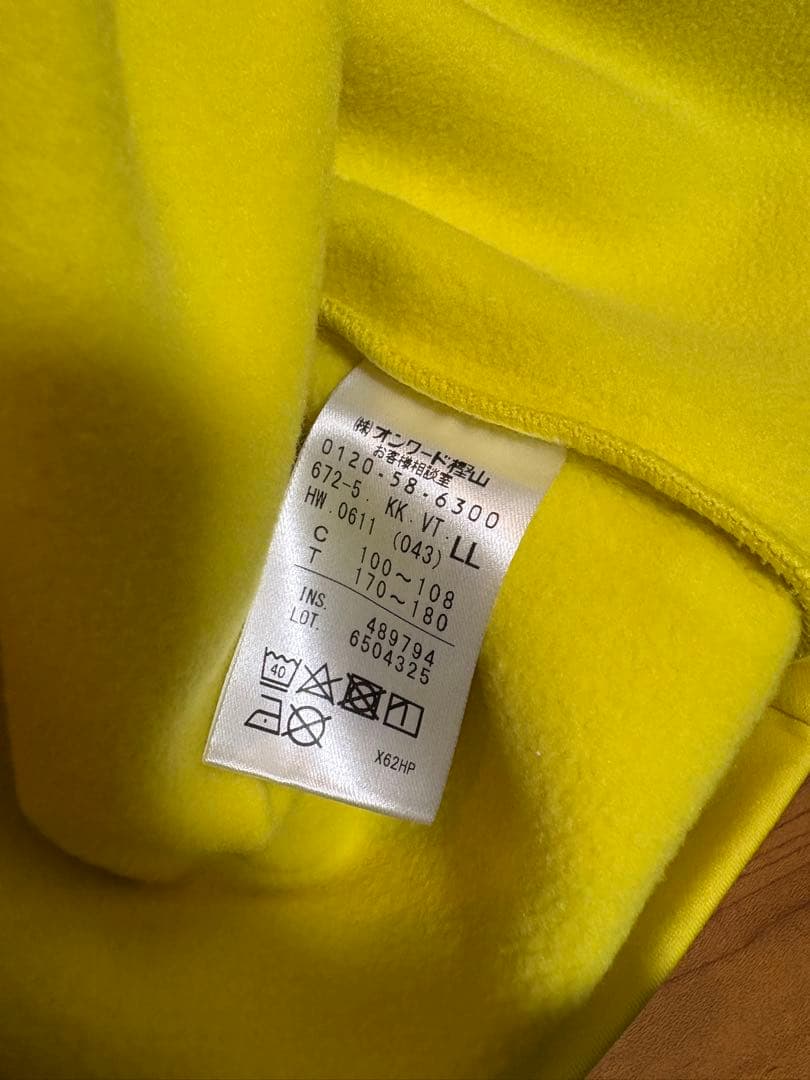 ㈱オンワード樫山
お客様相談室
0120-58-6300
672-5. KK.VT.LL
HW.0611 (043)
C 100～108
T 170～180
INS. 489794
LOT. 6504325
40
X62HP